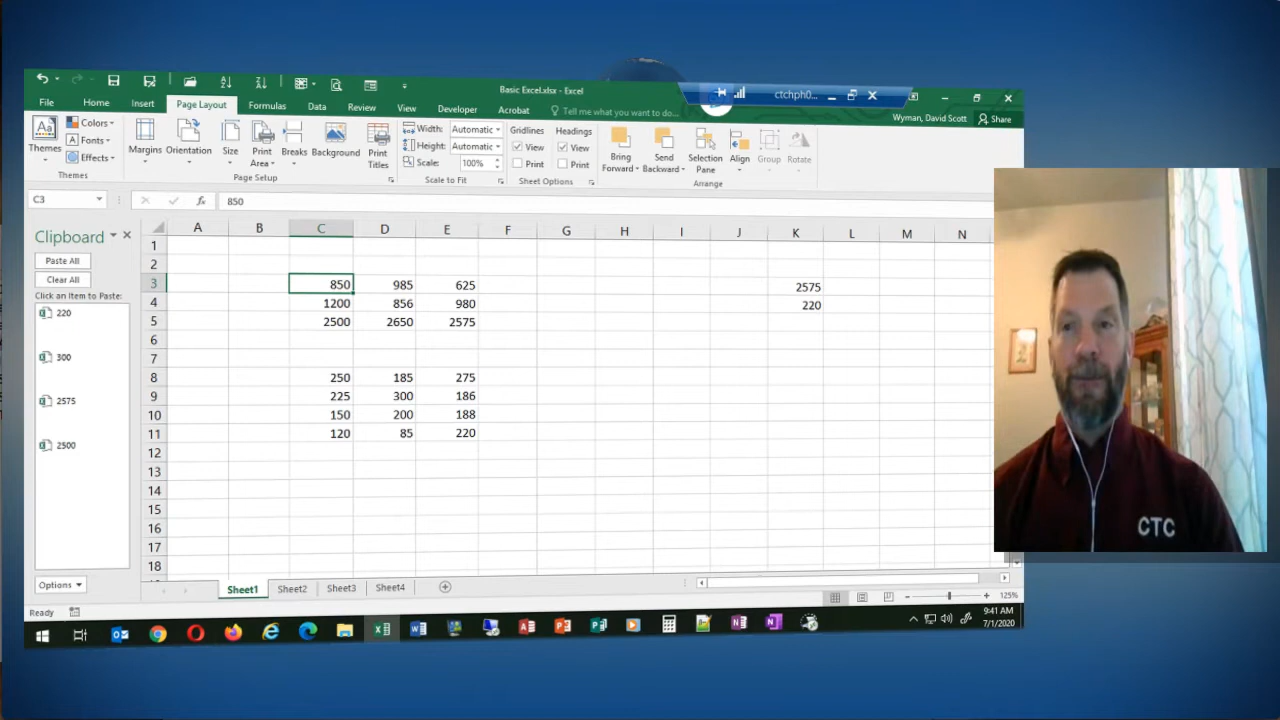 Basic Excel.xlsx - Excel
ctchph0...
File Home Insert Page Layout Formulas Data Review View Developer Acrobat Tell me what you want to do...
Wyman, David Scott Share
Themes
Colors
Fonts
Effects
Themes
Margins
Orientation
Size
Print Area
Breaks
Background
Print Titles
Page Setup
Width: Automatic
Height: Automatic
Scale: 100%
Scale to Fit
Gridlines Headings
View View
Print Print
Sheet Options
Bring Forward
Send Backward
Selection Pane
Align
Group
Rotate
Arrange
C3 fx 850
Clipboard
Paste All
Clear All
Click an Item to Paste:
220
300
2575
2500
Options
A B C D E F G H I J K L M N
1
2
3 850 985 625 2575
4 1200 856 980 220
5 2500 2650 2575
6
7
8 250 185 275
9 225 300 186
10 150 200 188
11 120 85 220
12
13
14
15
16
17
18
Sheet1 Sheet2 Sheet3 Sheet4
Ready
125%
9:41 AM
7/1/2020
CTC